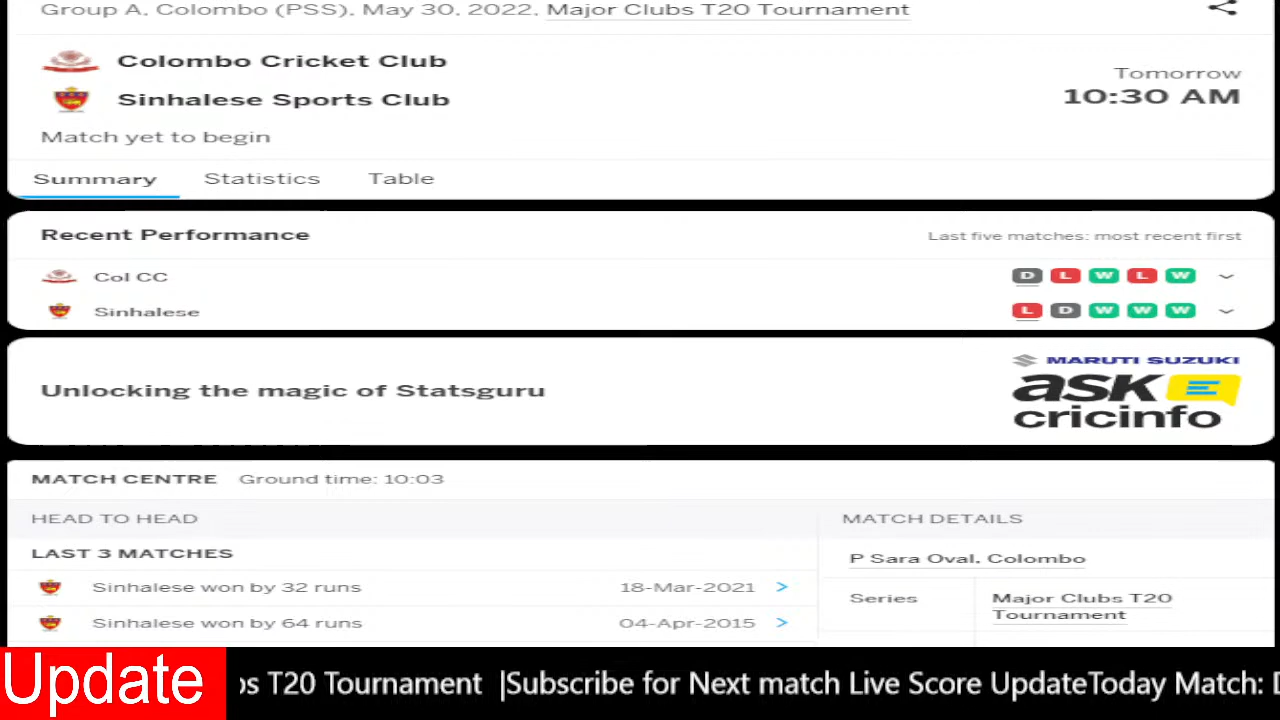 Group A, Colombo (PSS), May 30, 2022, Major Clubs T20 Tournament
Colombo Cricket Club
Sinhalese Sports Club
Tomorrow
10:30 AM
Match yet to begin
Summary Statistics Table
Recent Performance
Last five matches: most recent first
Col CC D L W L W
Sinhalese L D W W W
Unlocking the magic of Statsguru
MARUTI SUZUKI
ask
cricinfo
MATCH CENTRE Ground time: 10:03
HEAD TO HEAD
LAST 3 MATCHES
Sinhalese won by 32 runs 18-Mar-2021
Sinhalese won by 64 runs 04-Apr-2015
MATCH DETAILS
P Sara Oval, Colombo
Series Major Clubs T20
Tournament
Update
s T20 Tournament |Subscribe for Next match Live Score UpdateToday Match: